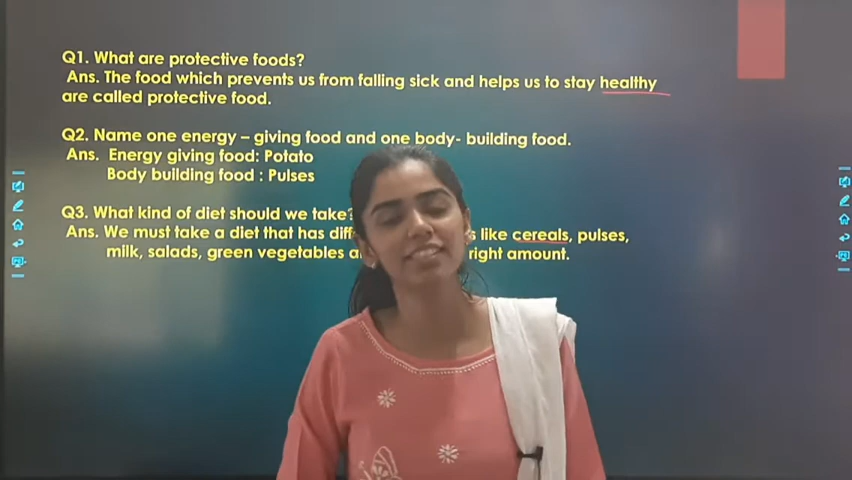 Q1. What are protective foods?
Ans. The food which prevents us from falling sick and helps us to stay healthy
are called protective food.
Q2. Name one energy – giving food and one body- building food.
Ans. Energy giving food: Potato
Body building food : Pulses
Q3. What kind of diet should we take?
Ans. We must take a diet that has like cereals, pulses,
milk, salads, green vegetables right amount.